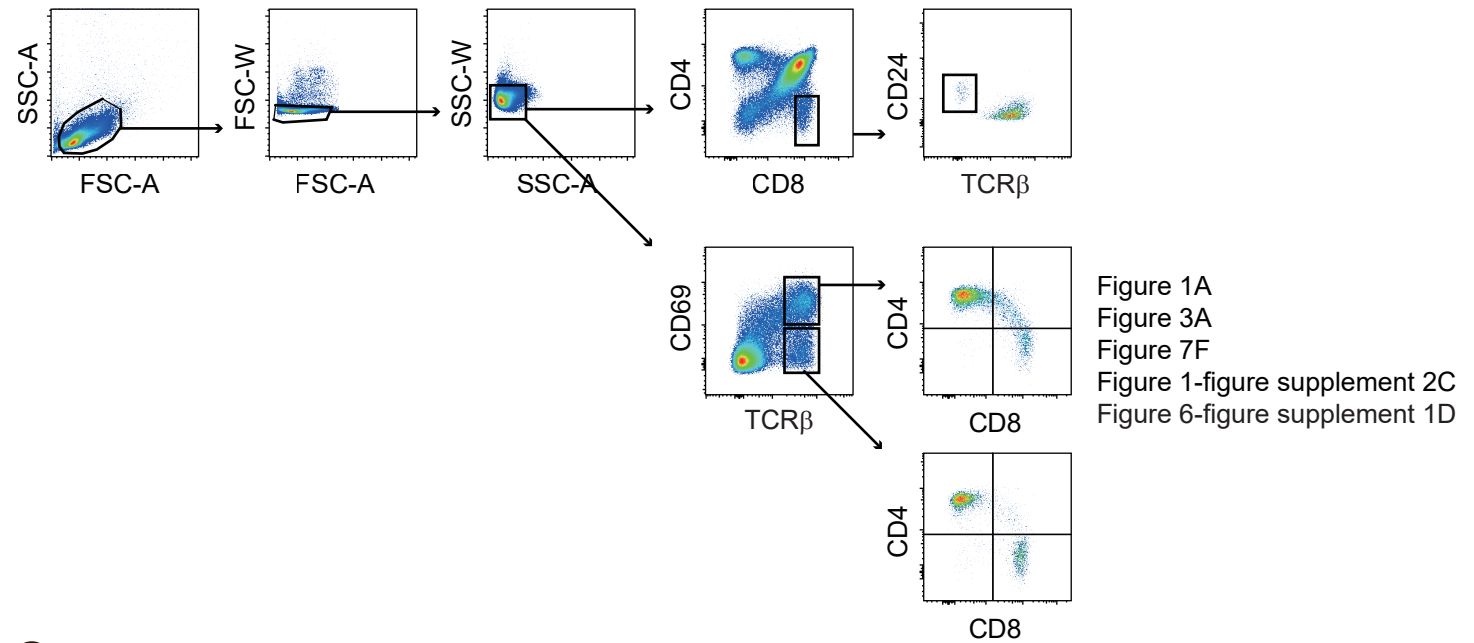 SSC-A
FSC-A
FSC-W
FSC-A
SSC-W
SSC-A
CD4
CD8
CD24
TCRβ
CD69
TCRβ
CD4
CD8
Figure 1A
Figure 3A
Figure 7F
Figure 1-figure supplement 2C
Figure 6-figure supplement 1D
CD4
CD8